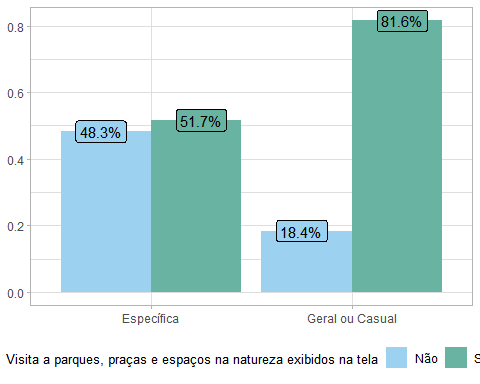 0.8
0.6
0.4
0.2
0.0
48.3%
51.7%
18.4%
81.6%
Específica
Geral ou Casual
Visita a parques, praças e espaços na natureza exibidos na tela
Não
S